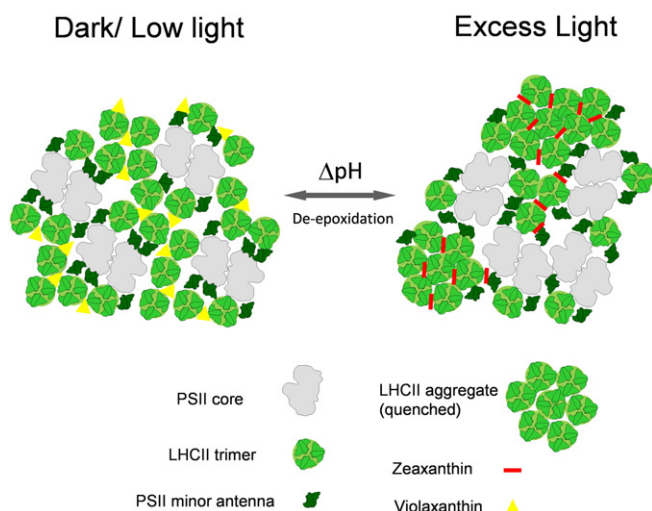 Dark/ Low light
Excess Light
ΔpH
De-epoxidation
PSII core
LHCII trimer
PSII minor antenna
LHCII aggregate
(quenched)
Zeaxanthin
Violaxanthin